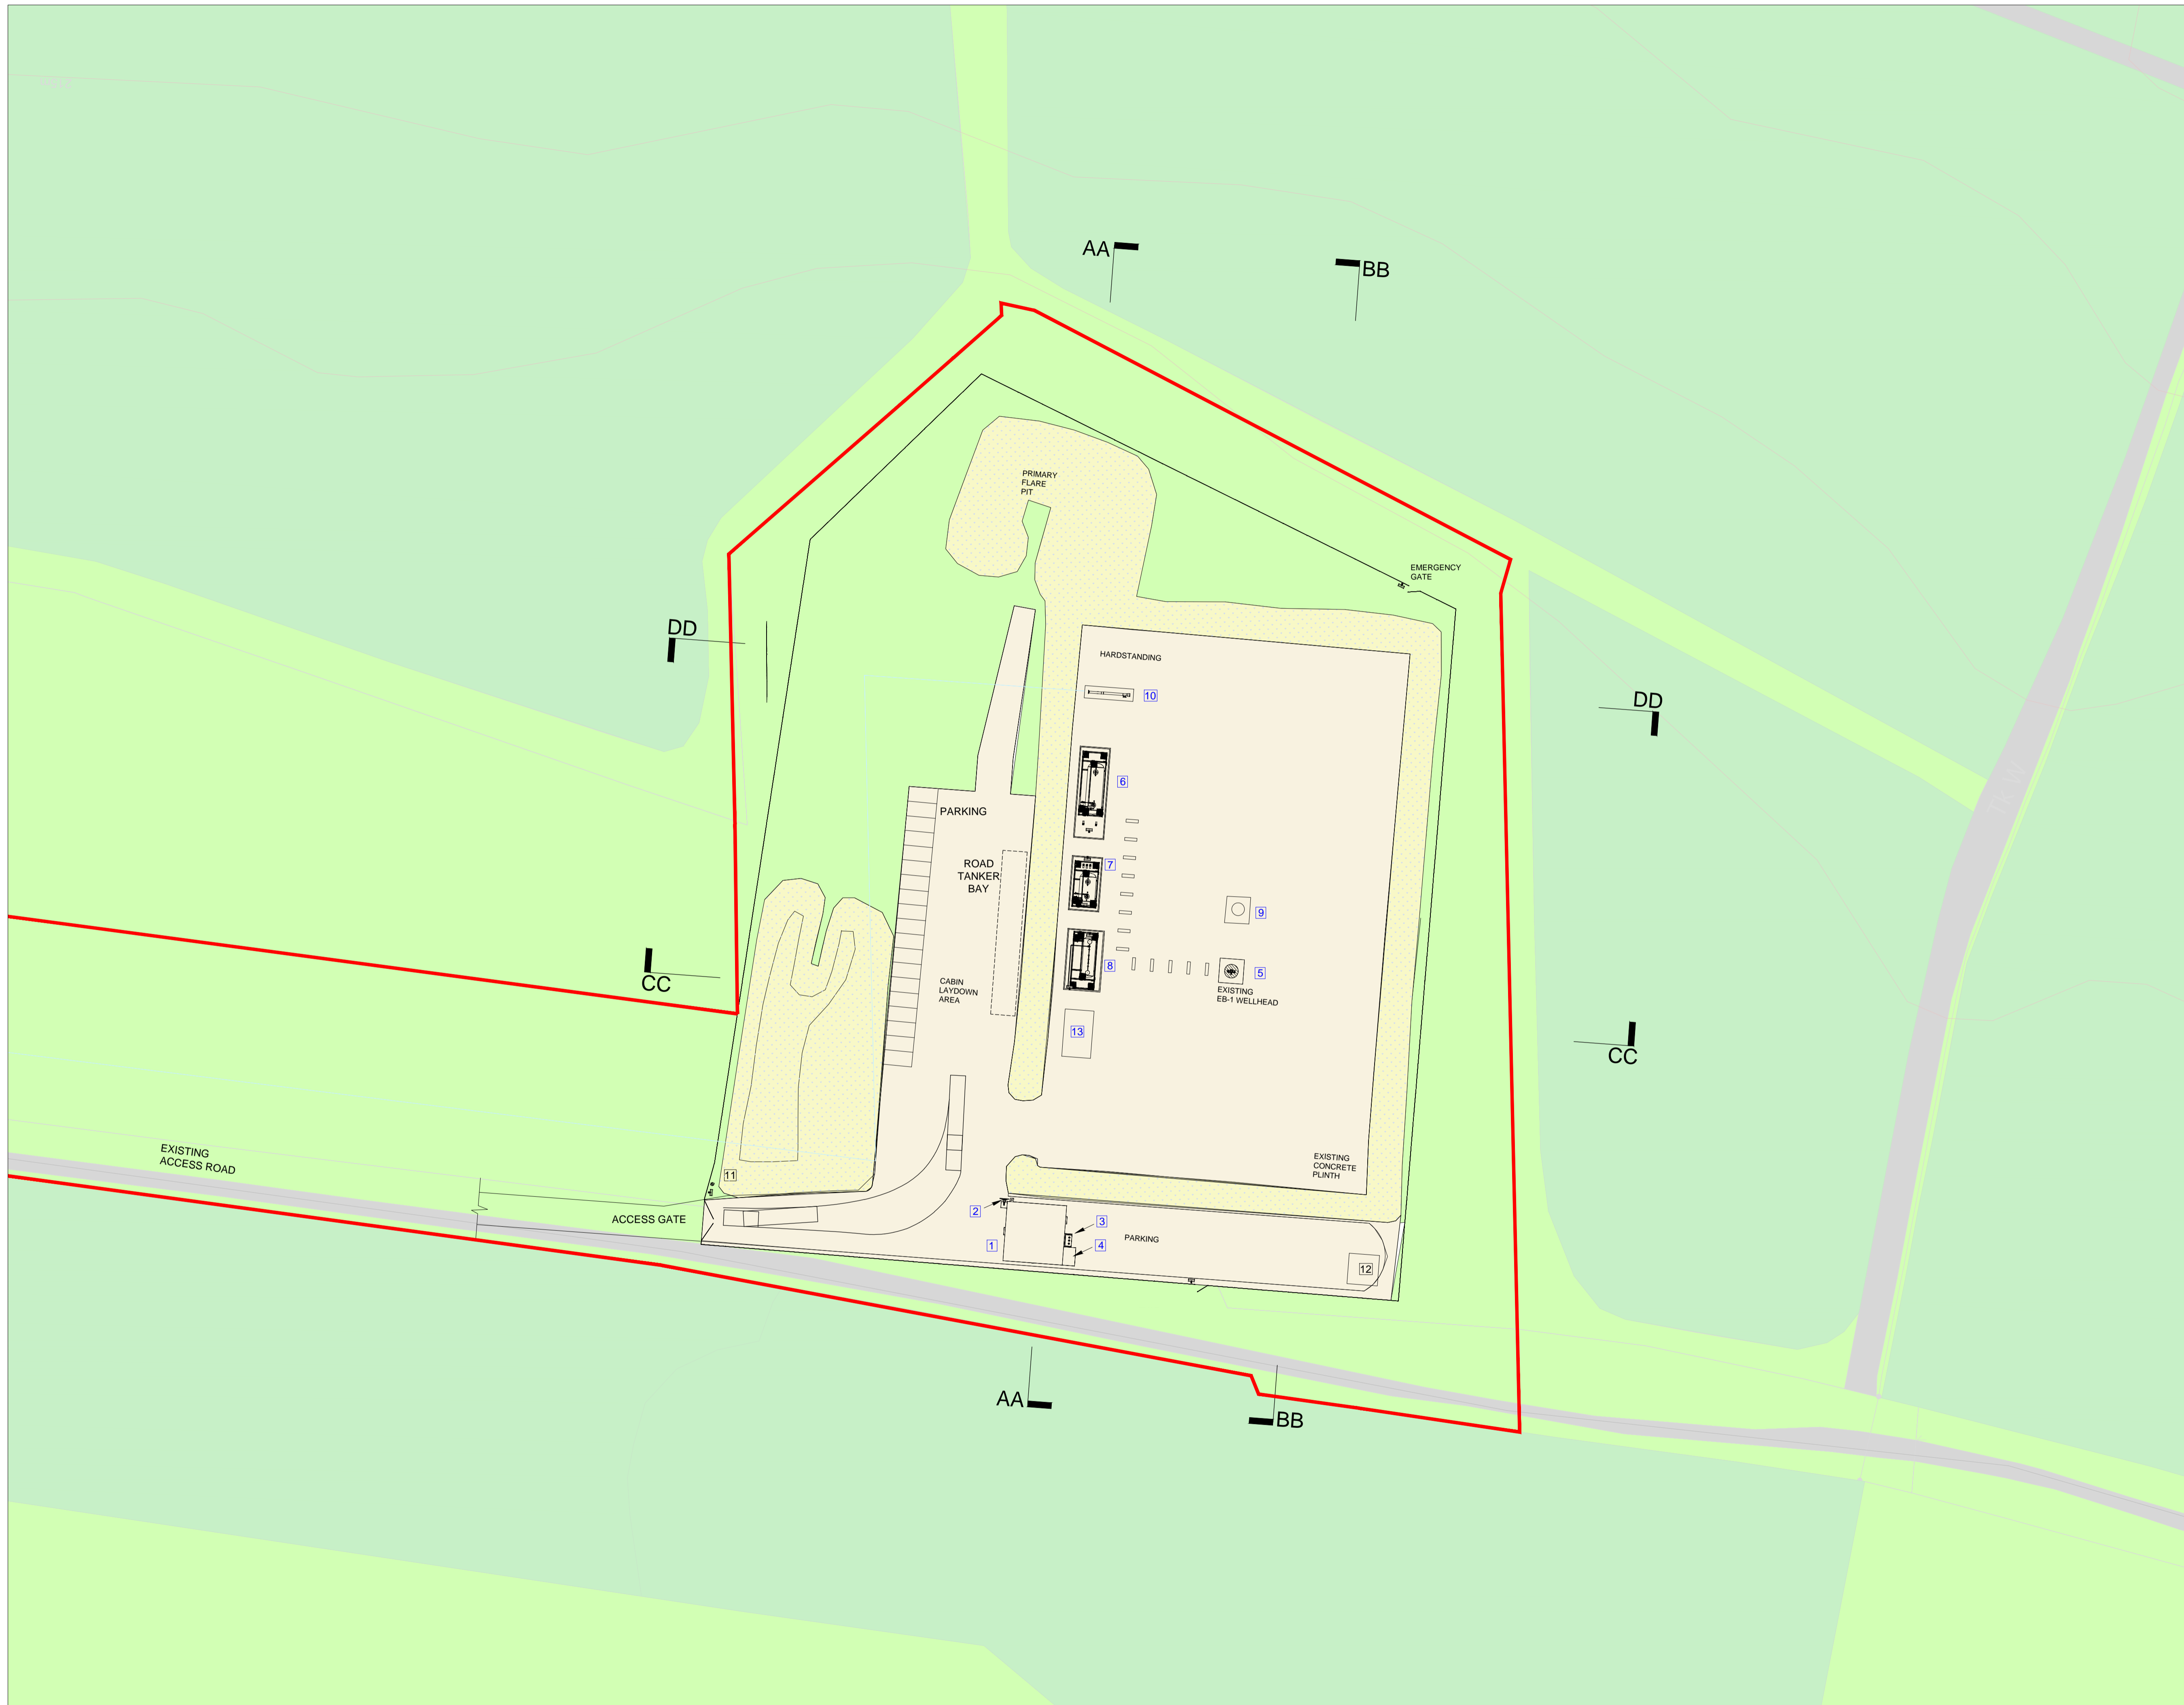 AA
BB
PRIMARY
FLARE
PIT
EMERGENCY
GATE
DD
HARDSTANDING
10
DD
6
PARKING
7
ROAD
TANKER
BAY
9
8
5
CC
CABIN
LAYDOWN
AREA
EXISTING
EB-1 WELLHEAD
13
CC
EXISTING
ACCESS ROAD
EXISTING
CONCRETE
PLINTH
11
ACCESS GATE
2
3
1
4
PARKING
12
AA
BB